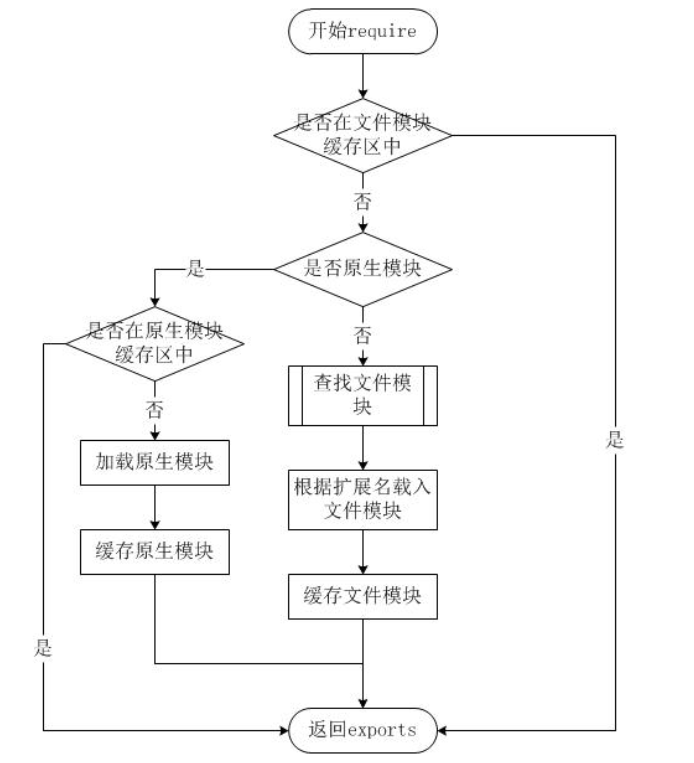 开始require
是否在文件模块
缓存区中
否
是否原生模块
是
是否在原生模块
缓存区中
否
查找文件模
块
否
加载原生模块
根据扩展名载入
文件模块
缓存原生模块
缓存文件模块
是
是
返回exports